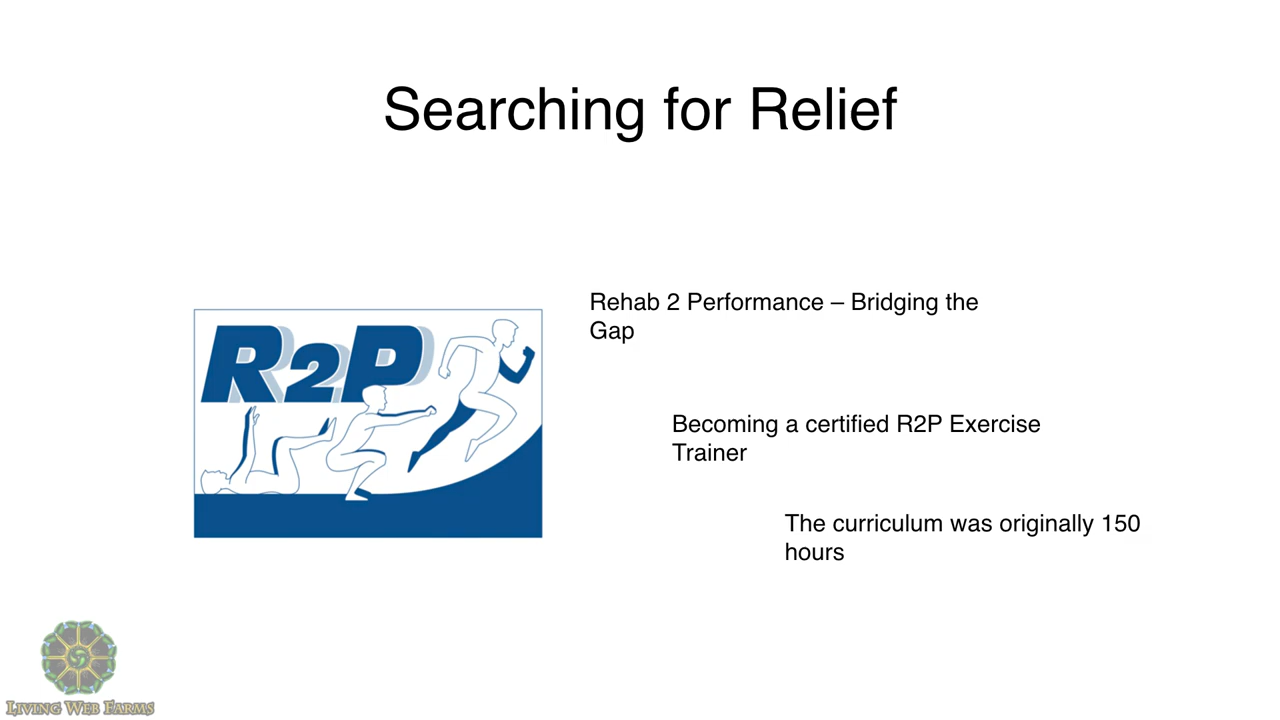 Searching for Relief
R2P
Rehab 2 Performance – Bridging the
Gap
Becoming a certified R2P Exercise
Trainer
The curriculum was originally 150
hours
LIVING WEB FARMS